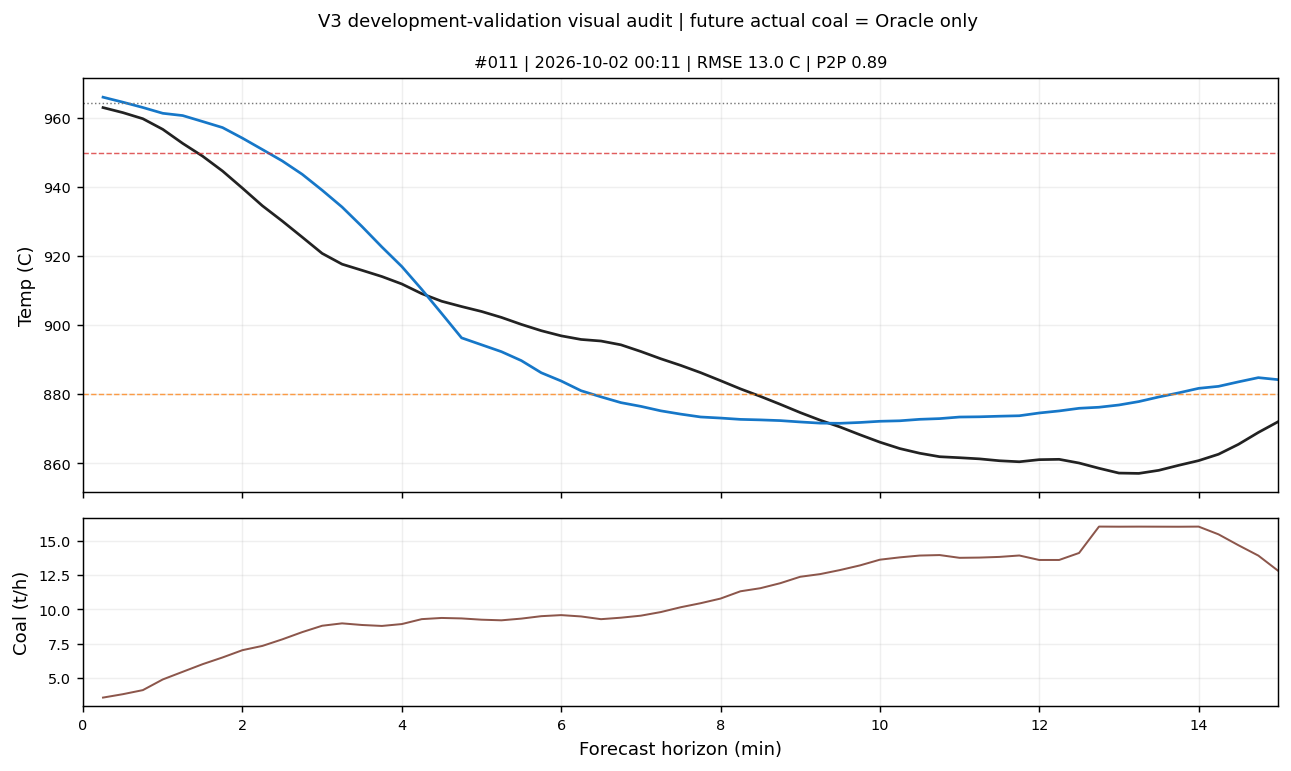 V3 development-validation visual audit | future actual coal = Oracle only
#011 | 2026-10-02 00:11 | RMSE 13.0 C | P2P 0.89
960
940
920
900
880
860
Temp (C)
15.0
12.5
10.0
7.5
5.0
Coal (t/h)
0 2 4 6 8 10 12 14
Forecast horizon (min)